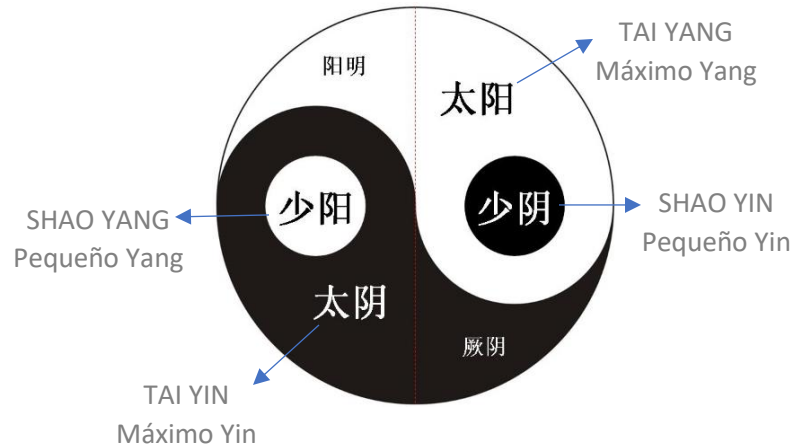 TAI YANG
Máximo Yang
阳明
太阳
SHAO YANG
Pequeño Yang
少阳
少阴
SHAO YIN
Pequeño Yin
太阴
厥阴
TAI YIN
Máximo Yin